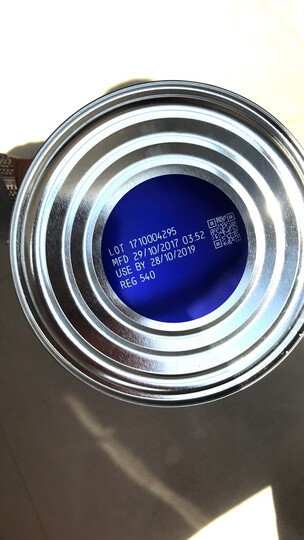 LOT 1710004295
MFD 29/10/2017 03:52
USE BY 28/10/2019
REG 540